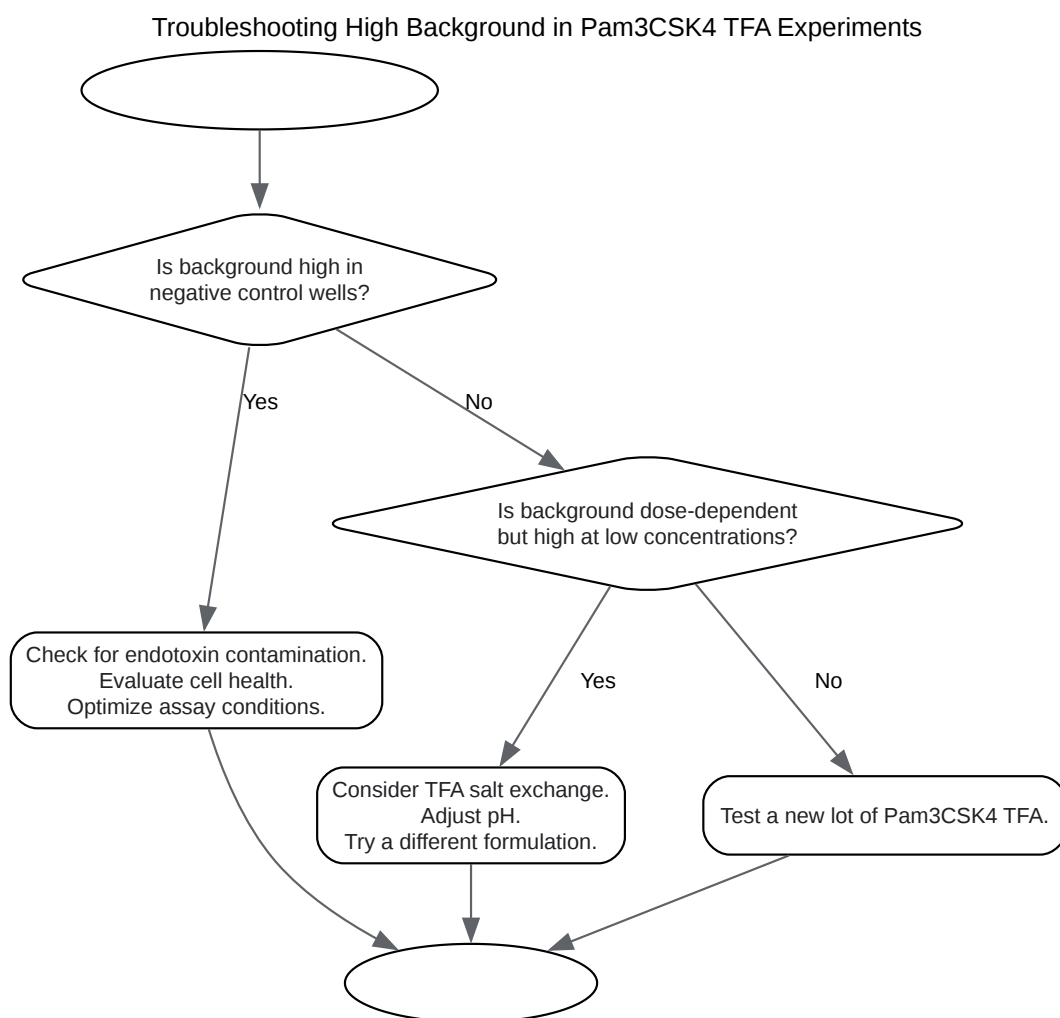 Troubleshooting High Background in Pam3CSK4 TFA Experiments
Is background high in
negative control wells?
Yes
No
Is background dose-dependent
but high at low concentrations?
Check for endotoxin contamination.
Evaluate cell health.
Optimize assay conditions.
Yes
No
Consider TFA salt exchange.
Adjust pH.
Try a different formulation.
Test a new lot of Pam3CSK4 TFA.